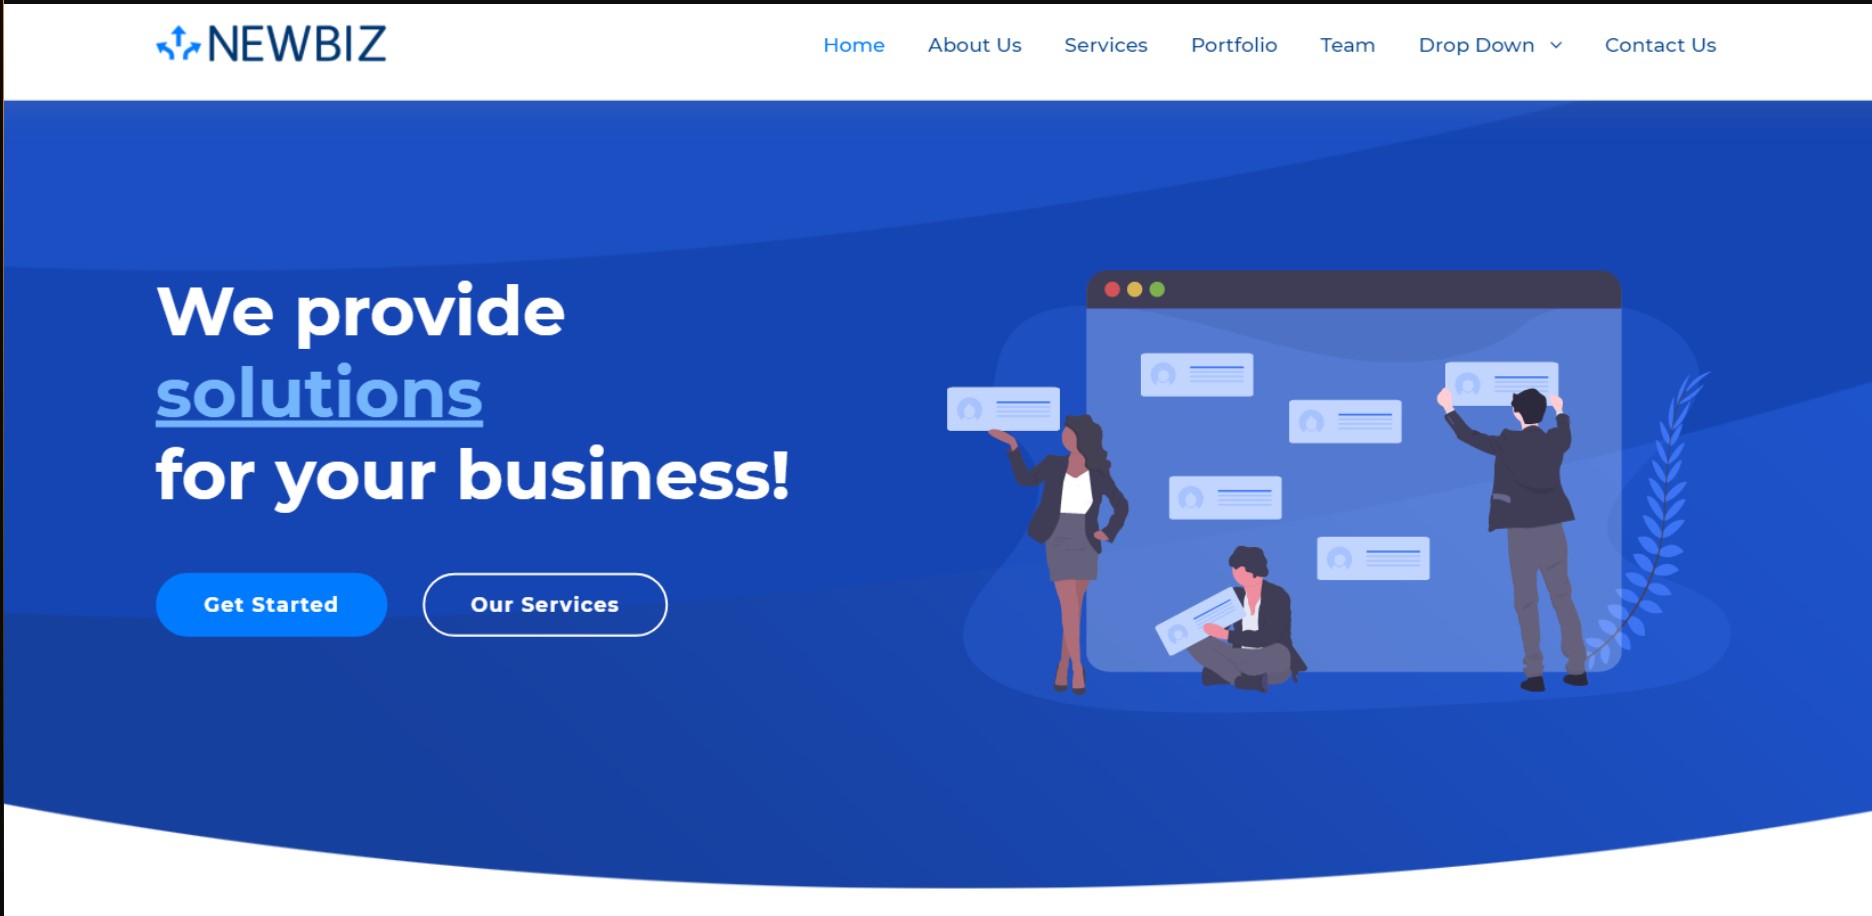 NEWBIZ
Home About Us Services Portfolio Team Drop Down Contact Us
We provide
solutions
for your business!
Get Started Our Services